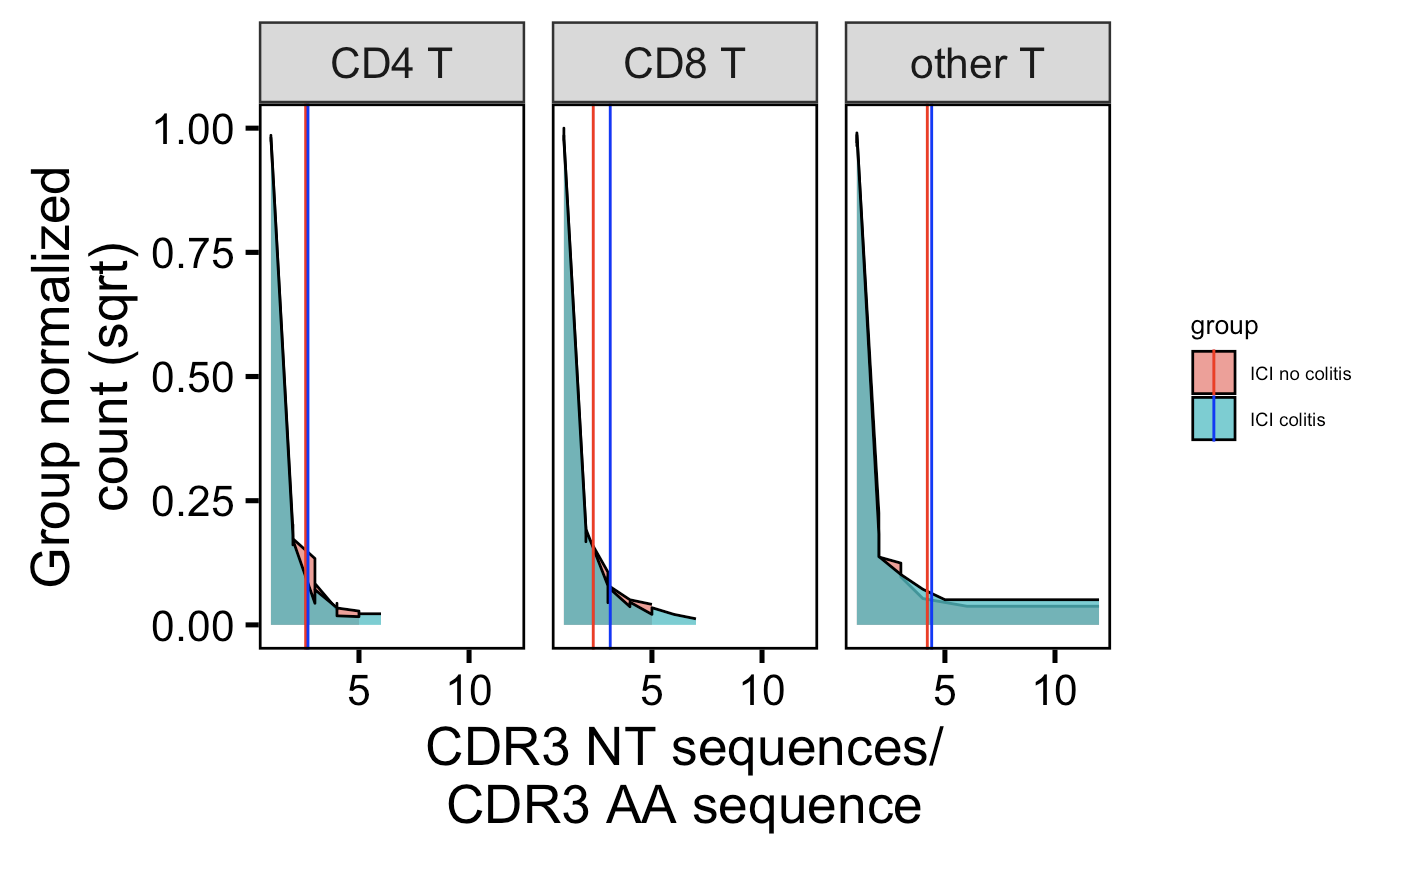 CD4 T
CD8 T
other T
Group normalized
count (sqrt)
1.00
0.75
0.50
0.25
0.00
5
10
5
10
5
10
CDR3 NT sequences/
CDR3 AA sequence
group
ICI no colitis
ICI colitis